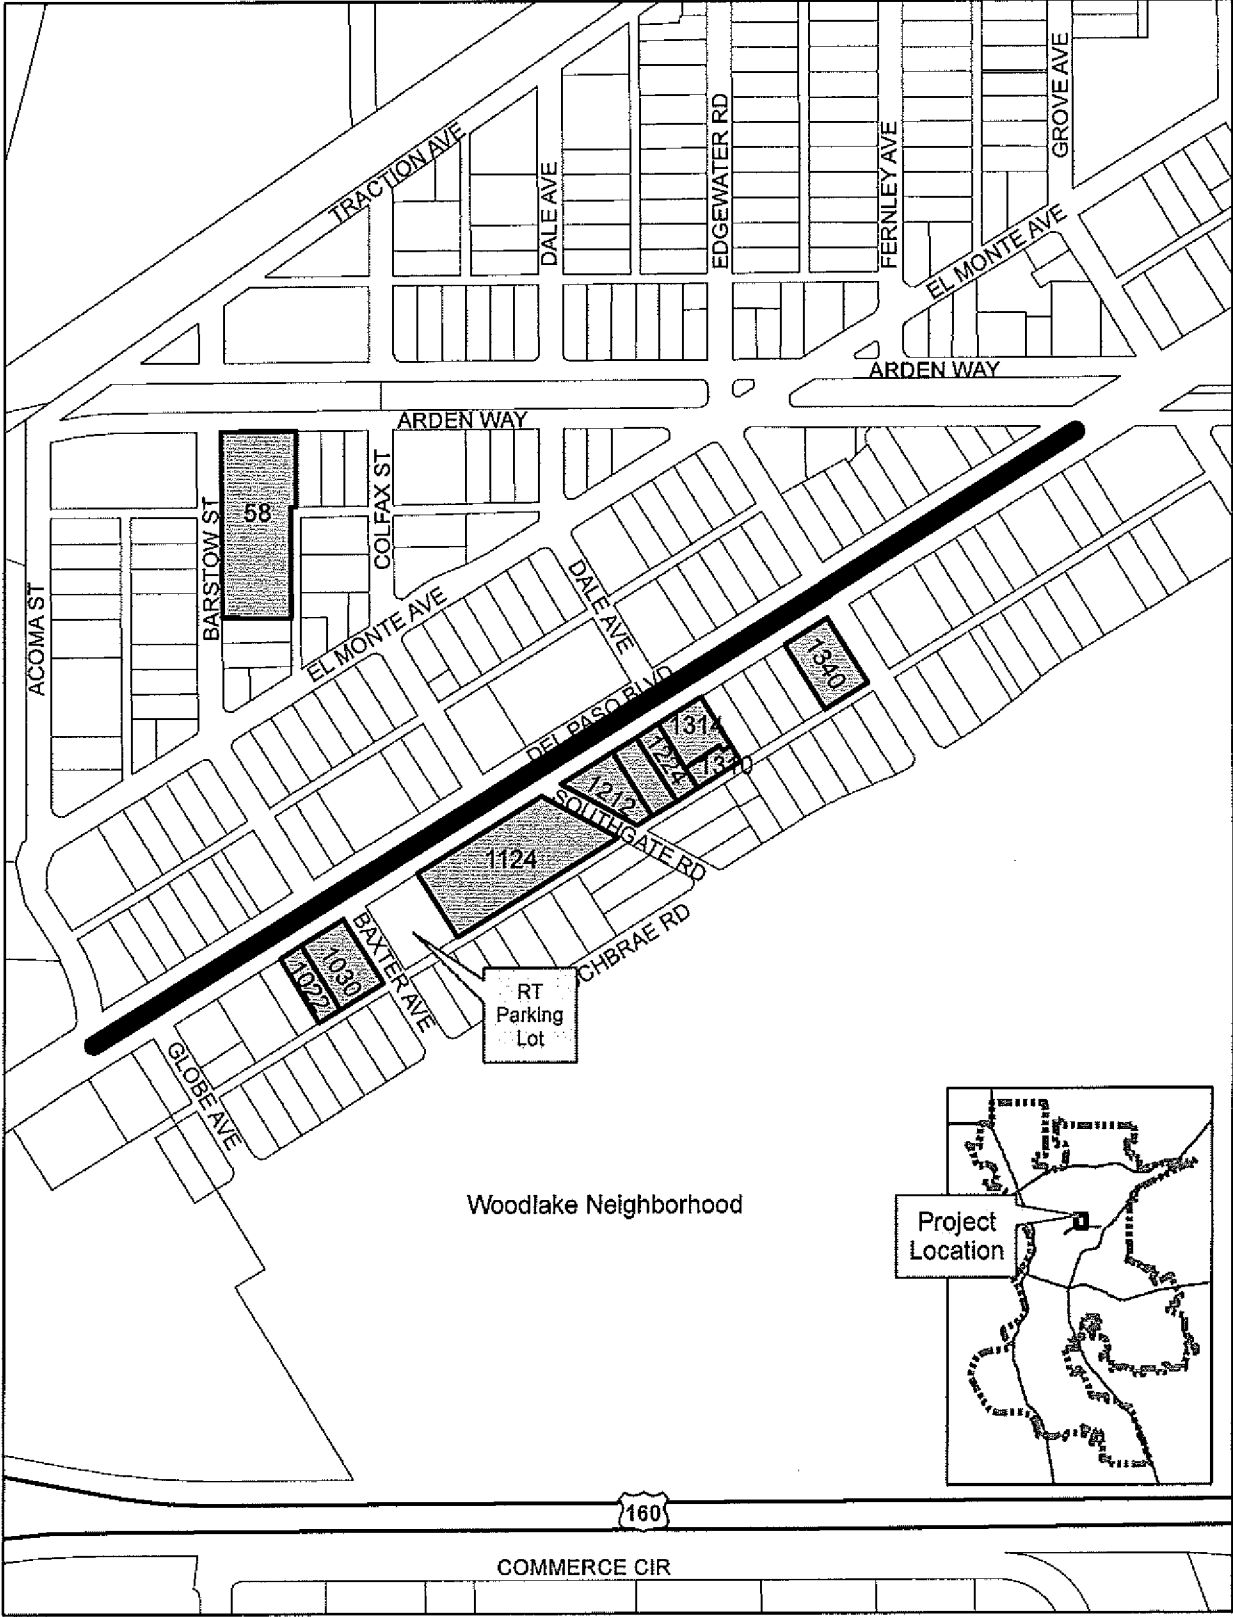 GROVE AVE
EDGEWATER RD
TRACTION AVE
FERNLEY AVE
DALE AVE
EL MONTE AVE
ARDEN WAY
ARDEN WAY
COLFAX ST
58
BARSTOW ST
ACOMA ST
DALE AVE
EL MONTE AVE
1340
DEL PASO BLVD
1314
1224
1310
1212
SOUTHGATE RD
1124
BAXTER AVE
1030
1022
CHBRAE RD
RT
Parking
Lot
GLOBE AVE
Woodlake Neighborhood
Project
Location
160
COMMERCE CIR